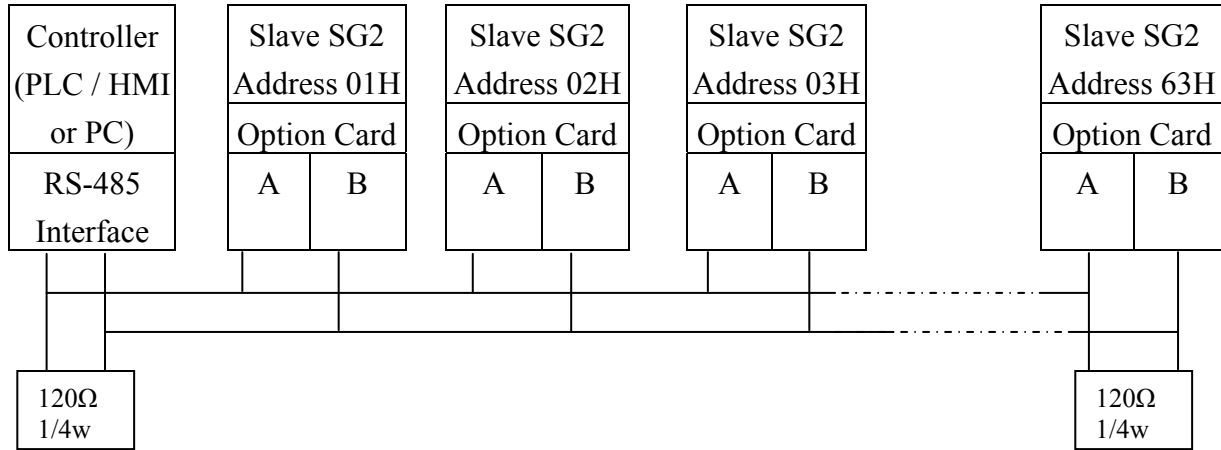 Controller
(PLC / HMI
or PC)
RS-485
Interface
Slave SG2
Address 01H
Option Card
A B
Slave SG2
Address 02H
Option Card
A B
Slave SG2
Address 03H
Option Card
A B
Slave SG2
Address 63H
Option Card
A B
120Ω
1/4w
120Ω
1/4w